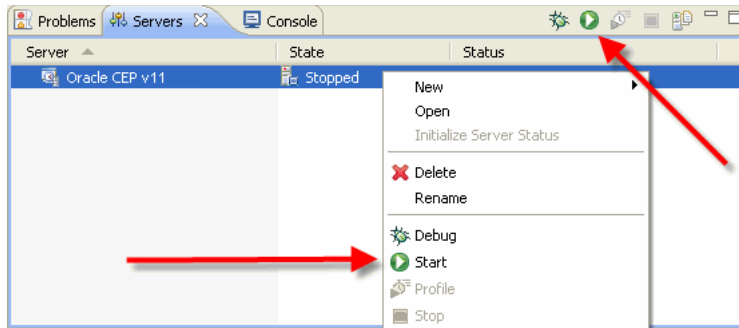 Problems Servers Console
Server State Status
Oracle CEP v11 Stopped
New
Open
Initialize Server Status
Delete
Rename
Debug
Start
Profile
Stop